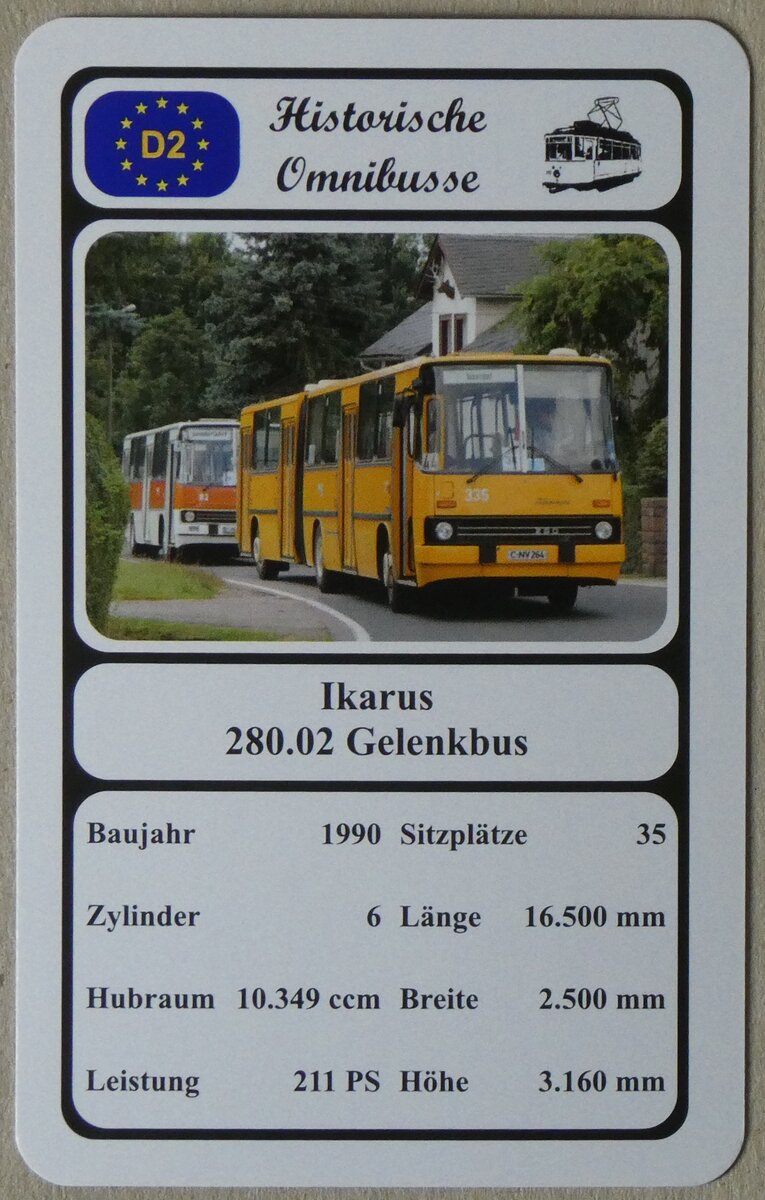 D2
Historische
Omnibusse
335
C-NV 264
Ikarus
280.02 Gelenkbus
Baujahr 1990 Sitzplätze 35
Zylinder 6 Länge 16.500 mm
Hubraum 10.349 ccm Breite 2.500 mm
Leistung 211 PS Höhe 3.160 mm